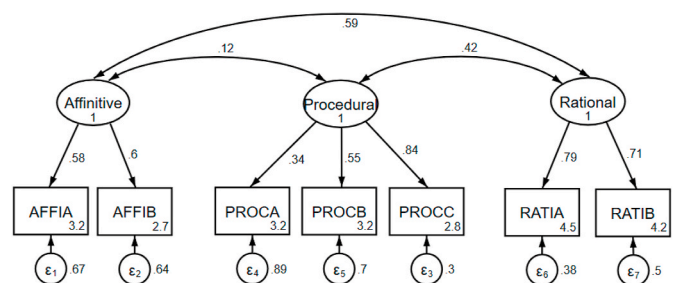 .59
.12
.42
Affinitive
1
Procedural
1
Rational
1
.58
.6
.34
.55
.84
.79
.71
AFFIA
3.2
AFFIB
2.7
PROCA
3.2
PROCB
3.2
PROCC
2.8
RATIA
4.5
RATIB
4.2
ε1 .67
ε2 .64
ε4 .89
ε5 .7
ε3 .3
ε6 .38
ε7 .5